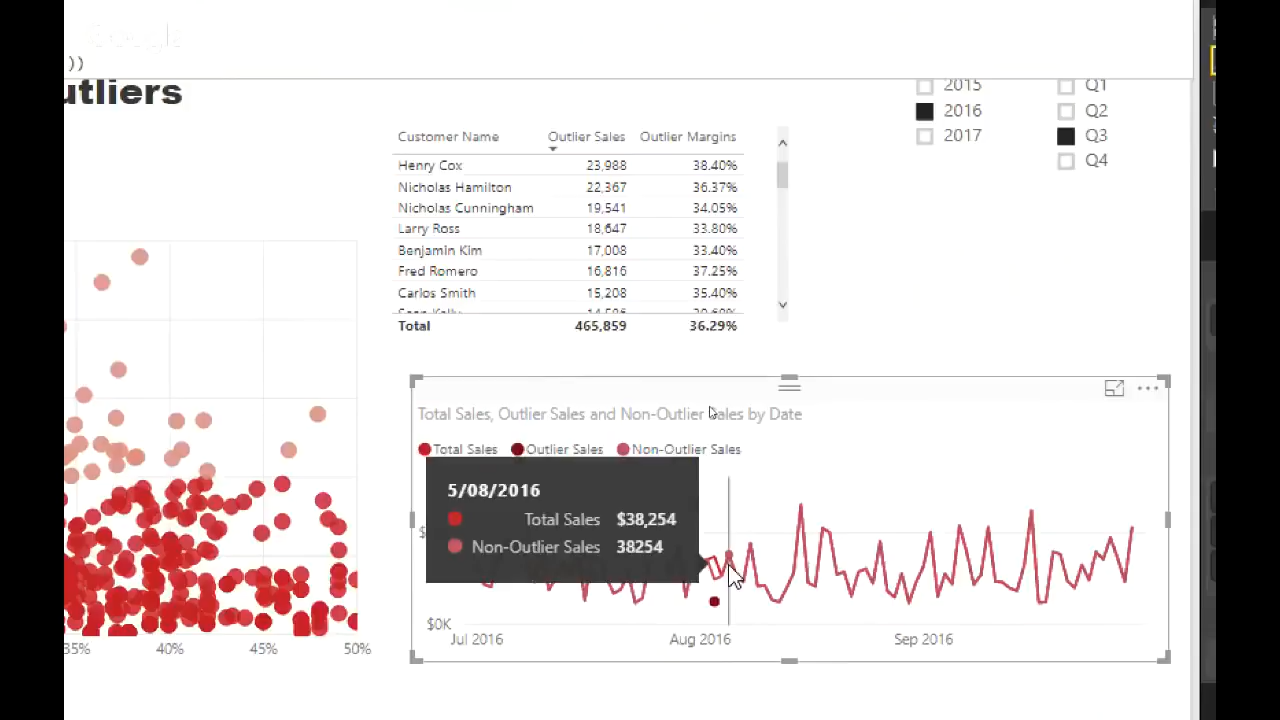 ))
utliers
2015
2016
2017
Q1
Q2
Q3
Q4
Customer Name Outlier Sales Outlier Margins
Henry Cox 23,988 38.40%
Nicholas Hamilton 22,367 36.37%
Nicholas Cunningham 19,541 34.05%
Larry Ross 18,647 33.80%
Benjamin Kim 17,008 33.40%
Fred Romero 16,816 37.25%
Carlos Smith 15,208 35.40%
Total 465,859 36.29%
Total Sales, Outlier Sales and Non-Outlier Sales by Date
Total Sales Outlier Sales Non-Outlier Sales
5/08/2016
Total Sales $38,254
Non-Outlier Sales 38254
$0K
Jul 2016 Aug 2016 Sep 2016
35% 40% 45% 50%